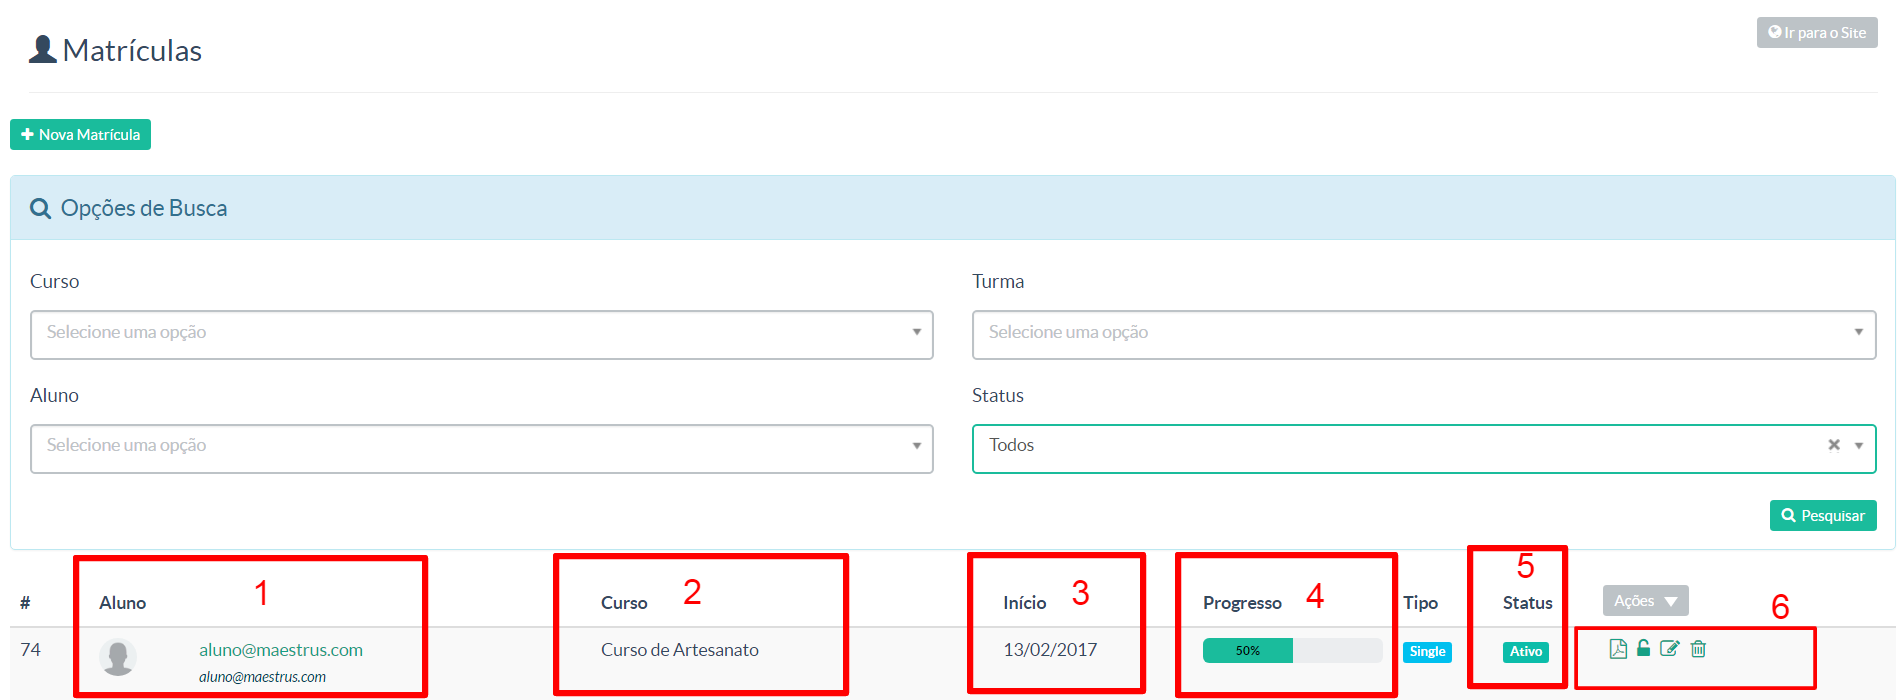 Matrículas
Ir para o Site
Nova Matrícula
Opções de Busca
Curso
Turma
Selecione uma opção
Selecione uma opção
Aluno
Status
Selecione uma opção
Todos
Pesquisar
# Aluno 1 Curso 2 Início 3 Progresso 4 Tipo Status 5 Ações 6
74 aluno@maestrus.com Curso de Artesanato 13/02/2017 50% Single Ativo
aluno@maestrus.com